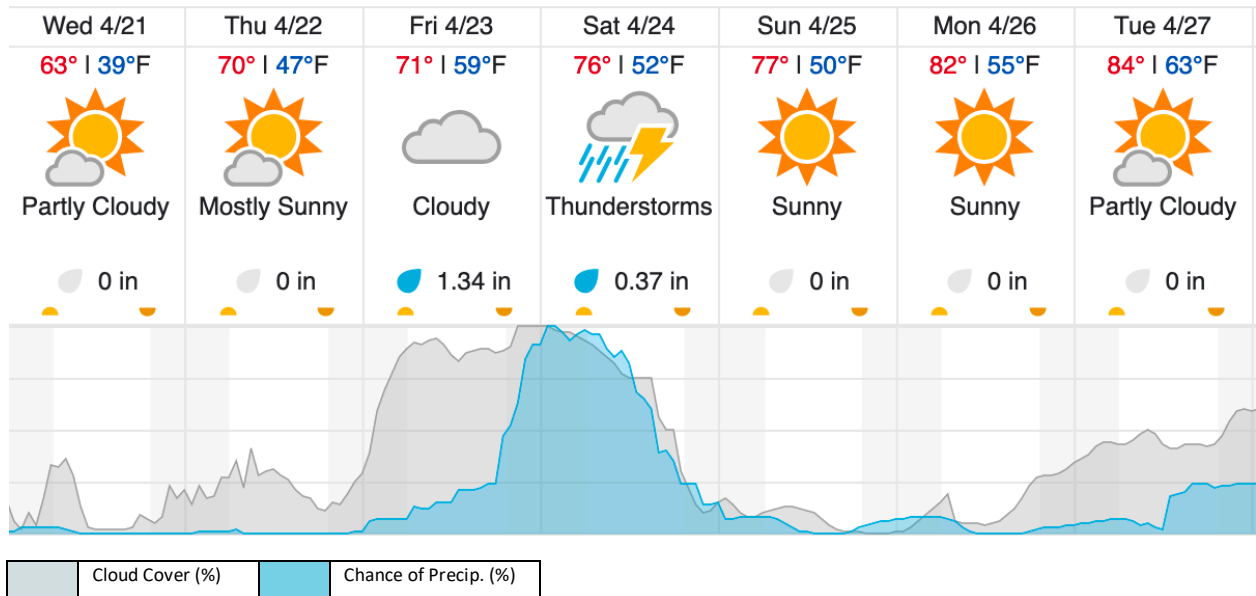 Wed 4/21 Thu 4/22 Fri 4/23 Sat 4/24 Sun 4/25 Mon 4/26 Tue 4/27
63° | 39°F 70° | 47°F 71° | 59°F 76° | 52°F 77° | 50°F 82° | 55°F 84° | 63°F
Partly Cloudy Mostly Sunny Cloudy Thunderstorms Sunny Sunny Partly Cloudy
0 in 0 in 1.34 in 0.37 in 0 in 0 in 0 in
Cloud Cover (%) Chance of Precip. (%)